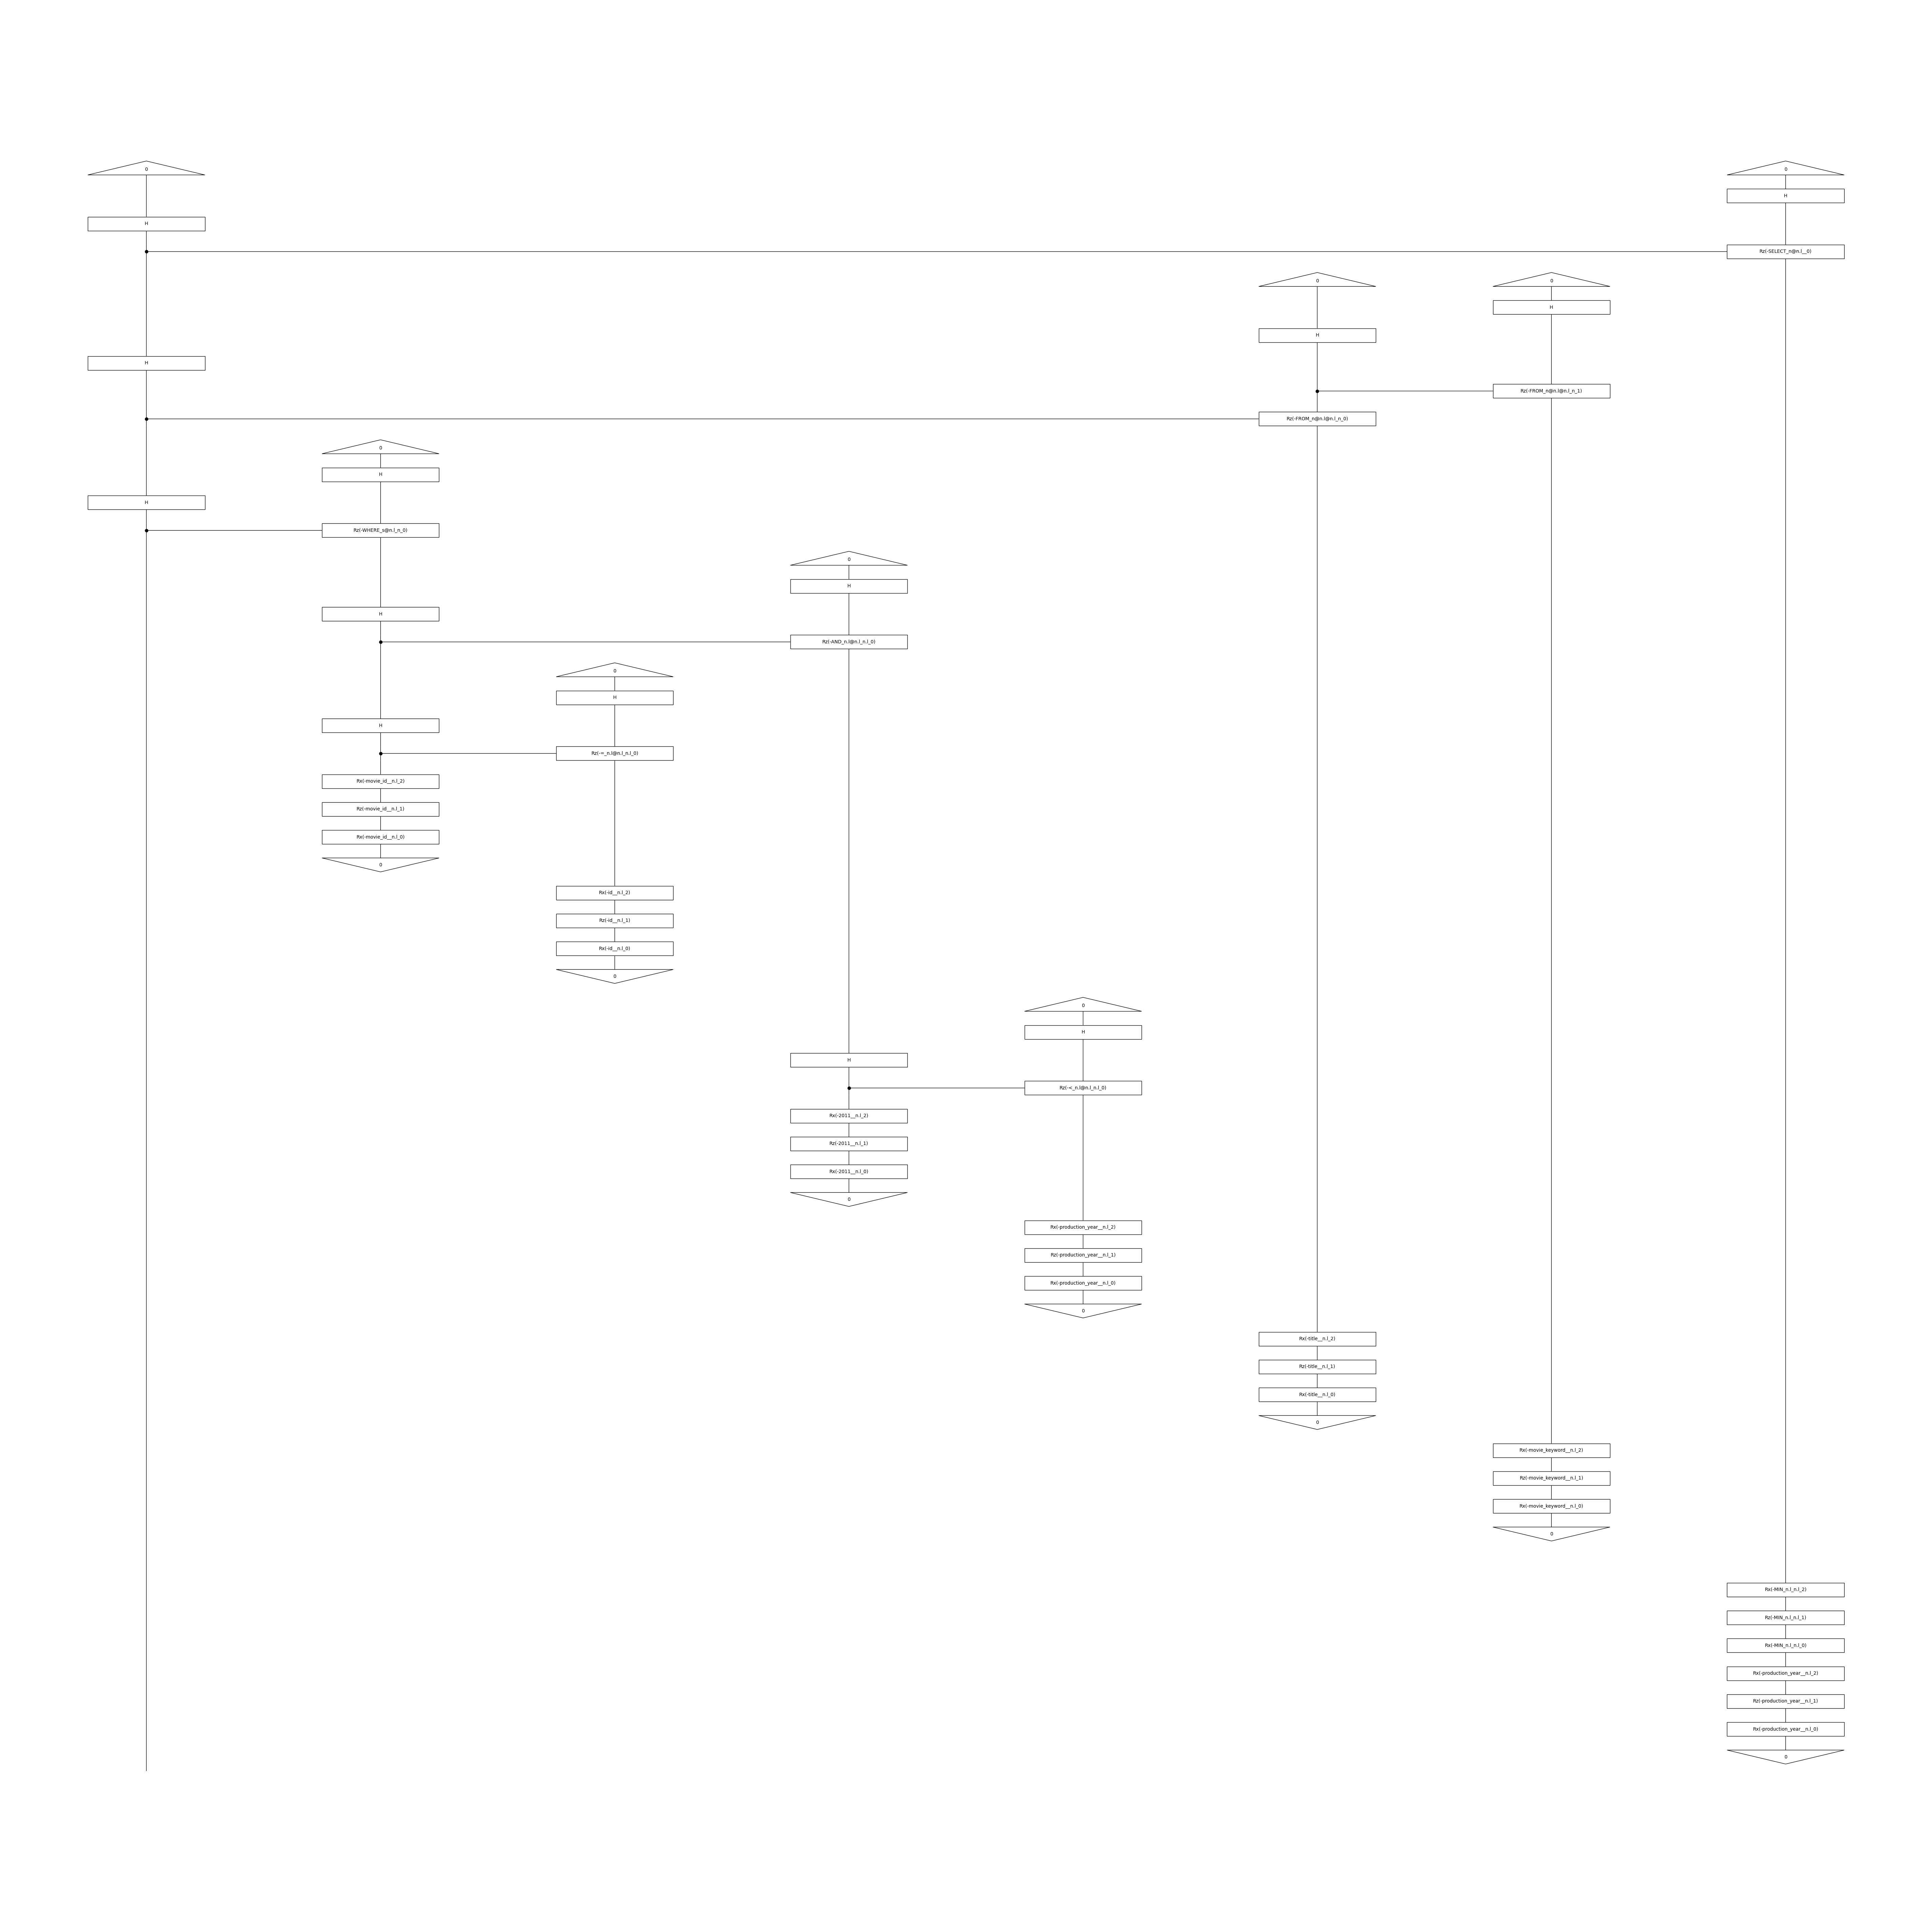 0 0
H
H
Rz(-SELECT_n@n.l__0)
0 0
H
H
H
Rz(-FROM_n@n.l@n.l_n_1)
Rz(-FROM_n@n.l@n.l_n_0)
0
H
H
Rz(-WHERE_s@n.l_n_0)
0
H
H
Rz(-AND_n.l@n.l_n.l_0)
0
H
H
Rz(-=_n.l@n.l_n.l_0)
Rx(-movie_id__n.l_2)
Rz(-movie_id__n.l_1)
Rx(-movie_id__n.l_0)
0
Rx(-id__n.l_2)
Rz(-id__n.l_1)
Rx(-id__n.l_0)
0
0
H
H
Rz(-<_n.l@n.l_n.l_0)
Rx(-2011__n.l_2)
Rz(-2011__n.l_1)
Rx(-2011__n.l_0)
0
Rx(-production_year__n.l_2)
Rz(-production_year__n.l_1)
Rx(-production_year__n.l_0)
0
Rx(-title__n.l_2)
Rz(-title__n.l_1)
Rx(-title__n.l_0)
0
Rx(-movie_keyword__n.l_2)
Rz(-movie_keyword__n.l_1)
Rx(-movie_keyword__n.l_0)
0
Rx(-MIN_n.l_n.l_2)
Rz(-MIN_n.l_n.l_1)
Rx(-MIN_n.l_n.l_0)
Rx(-production_year__n.l_2)
Rz(-production_year__n.l_1)
Rx(-production_year__n.l_0)
0